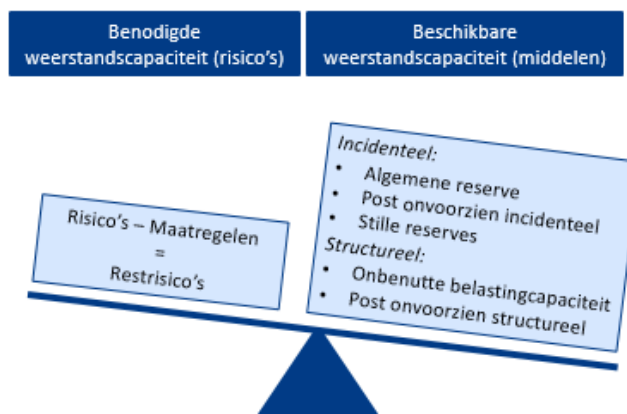 Benodigde
weerstandscapaciteit (risico's)
Beschikbare
weerstandscapaciteit (middelen)
Risico's – Maatregelen
=
Restrisico's
Incidenteel:
• Algemene reserve
• Post onvoorzien incidenteel
• Stille reserves
Structureel:
• Onbenutte belastingcapaciteit
• Post onvoorzien structureel